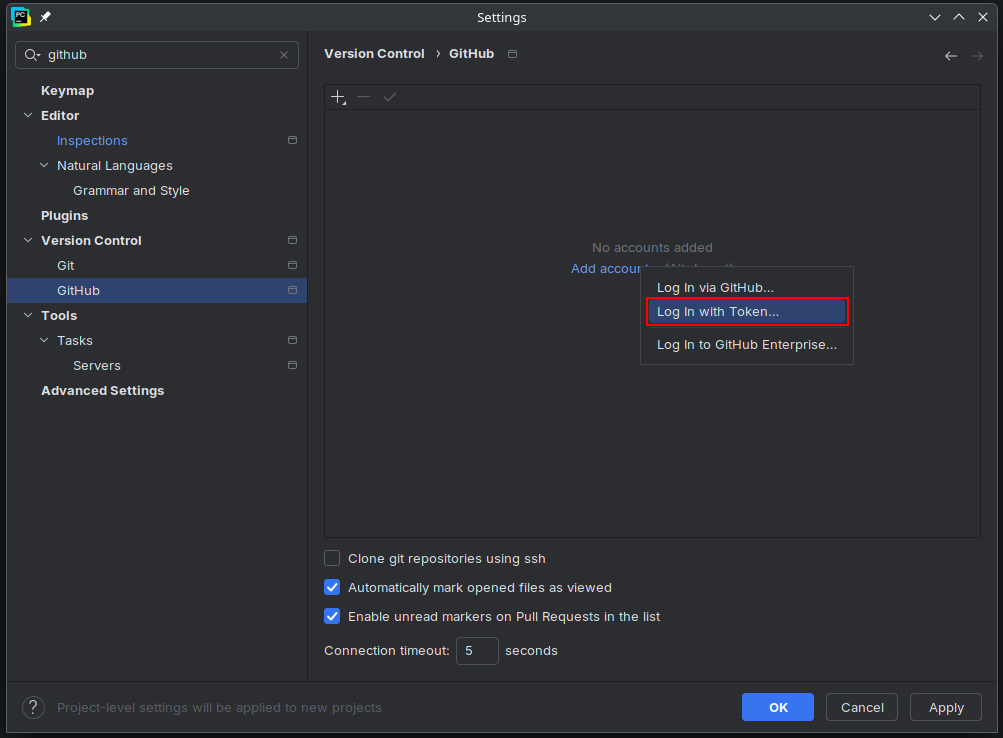 PC
Settings
github
Keymap
Editor
Inspections
Natural Languages
Grammar and Style
Plugins
Version Control
Git
GitHub
Tools
Tasks
Servers
Advanced Settings
Version Control › GitHub
No accounts added
Add
Log In via GitHub...
Log In with Token...
Log In to GitHub Enterprise...
Clone git repositories using ssh
Automatically mark opened files as viewed
Enable unread markers on Pull Requests in the list
Connection timeout: 5 seconds
? Project-level settings will be applied to new projects
OK Cancel Apply